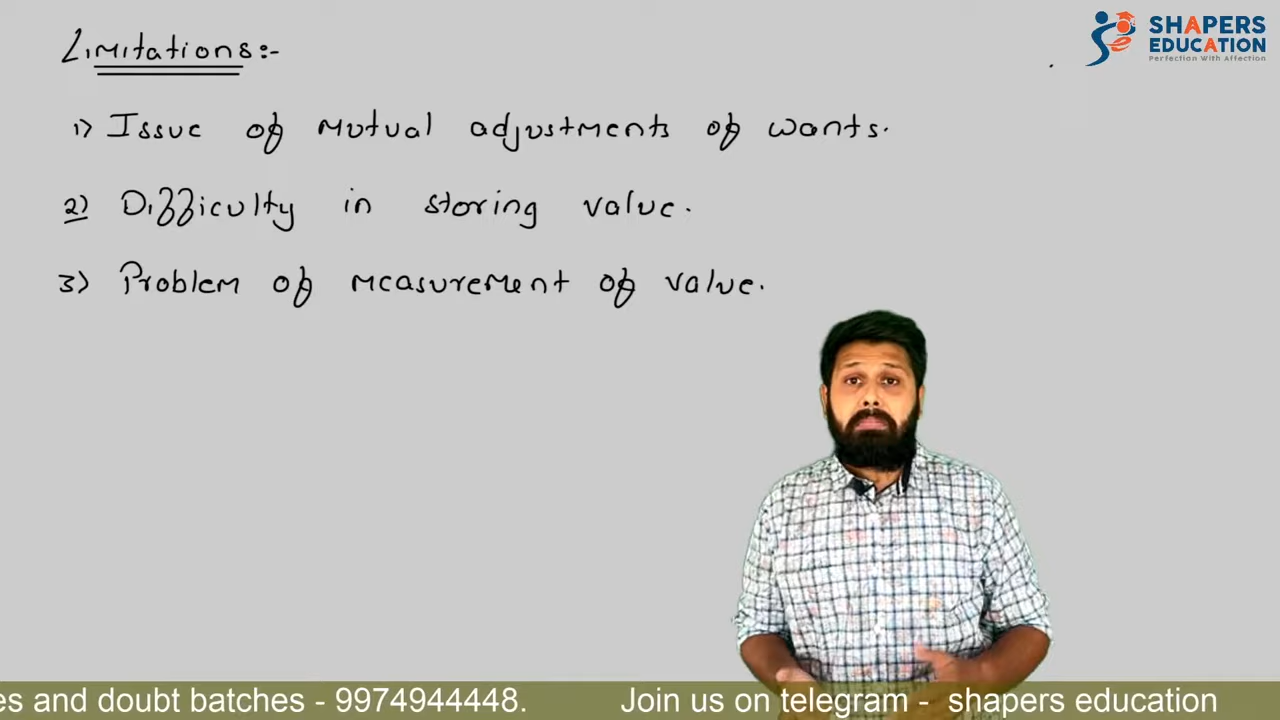 Limitations:-
SHAPERS
EDUCATION
Perfection With Affection
1) Issue of mutual adjustments of wants.
2) Difficulty in storing value.
3) Problem of measurement of value.
es and doubt batches - 9974944448. Join us on telegram - shapers education